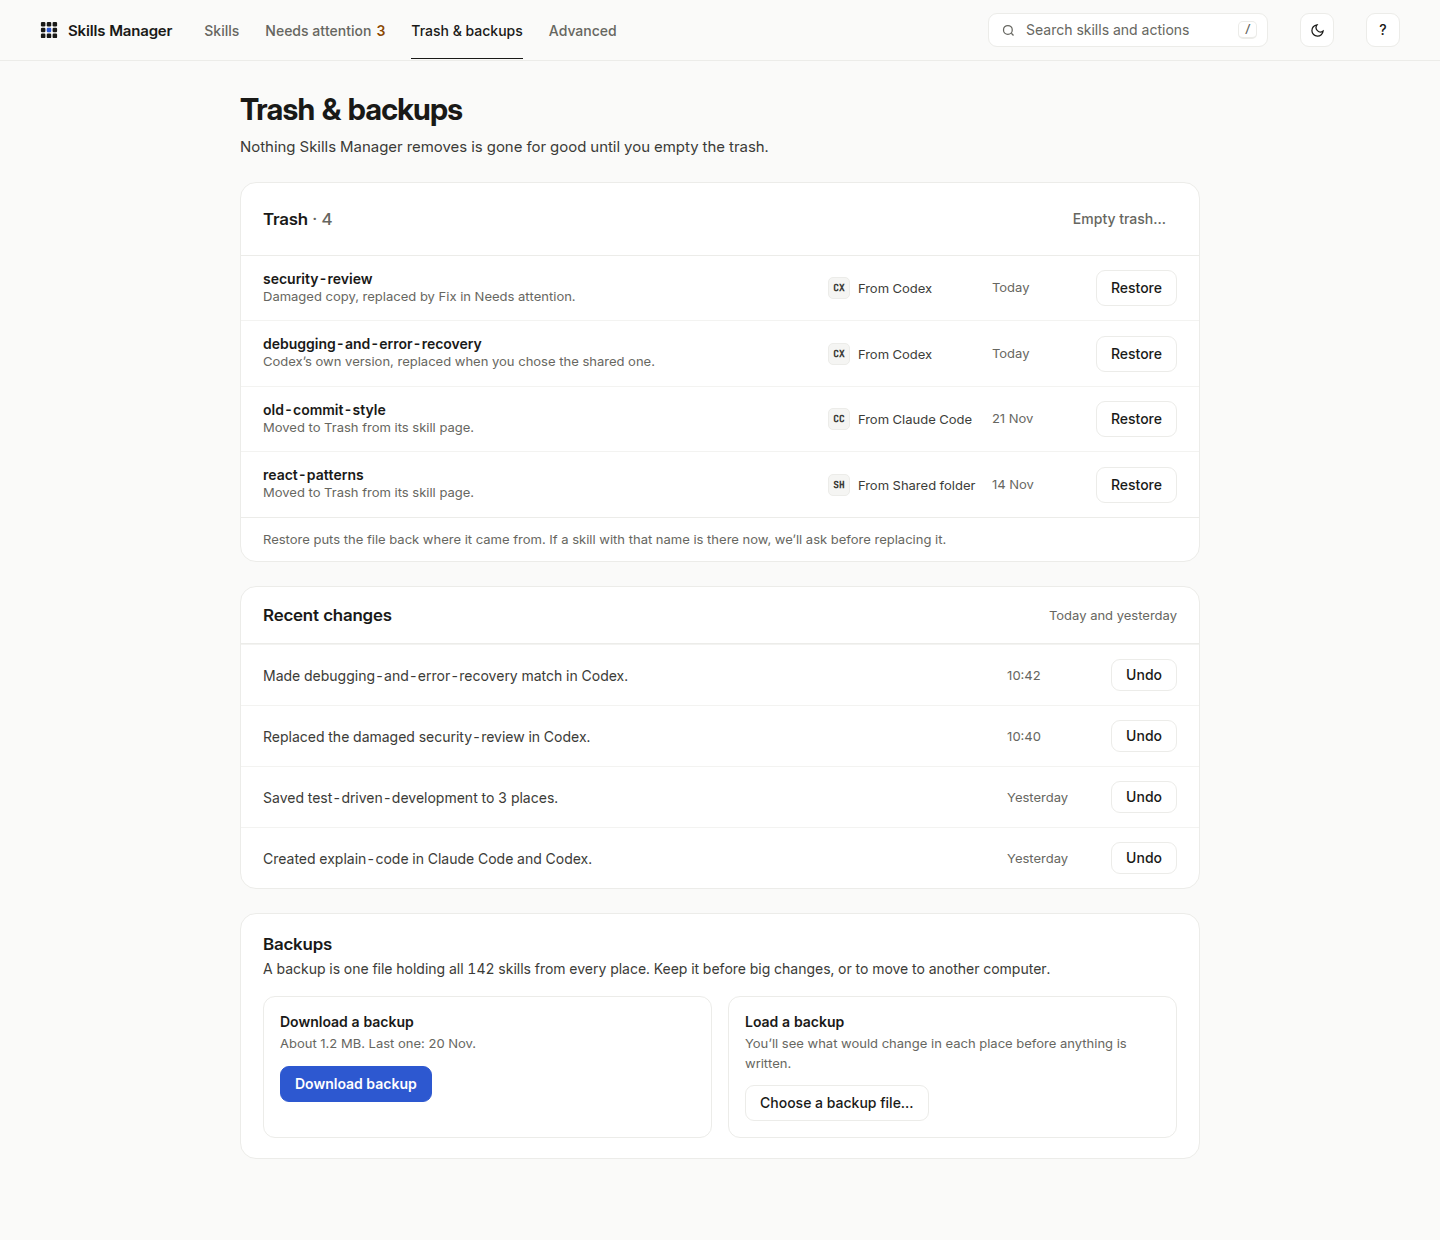 Skills Manager
Skills
Needs attention 3
Trash & backups
Advanced
Search skills and actions
/
?
Trash & backups
Nothing Skills Manager removes is gone for good until you empty the trash.
Trash · 4
Empty trash...
security-review
Damaged copy, replaced by Fix in Needs attention.
CX
From Codex
Today
Restore
debugging-and-error-recovery
Codex’s own version, replaced when you chose the shared one.
CX
From Codex
Today
Restore
old-commit-style
Moved to Trash from its skill page.
CC
From Claude Code
21 Nov
Restore
react-patterns
Moved to Trash from its skill page.
SH
From Shared folder
14 Nov
Restore
Restore puts the file back where it came from. If a skill with that name is there now, we’ll ask before replacing it.
Recent changes
Today and yesterday
Made debugging-and-error-recovery match in Codex.
10:42
Undo
Replaced the damaged security-review in Codex.
10:40
Undo
Saved test-driven-development to 3 places.
Yesterday
Undo
Created explain-code in Claude Code and Codex.
Yesterday
Undo
Backups
A backup is one file holding all 142 skills from every place. Keep it before big changes, or to move to another computer.
Download a backup
About 1.2 MB. Last one: 20 Nov.
Download backup
Load a backup
You’ll see what would change in each place before anything is
written.
Choose a backup file...